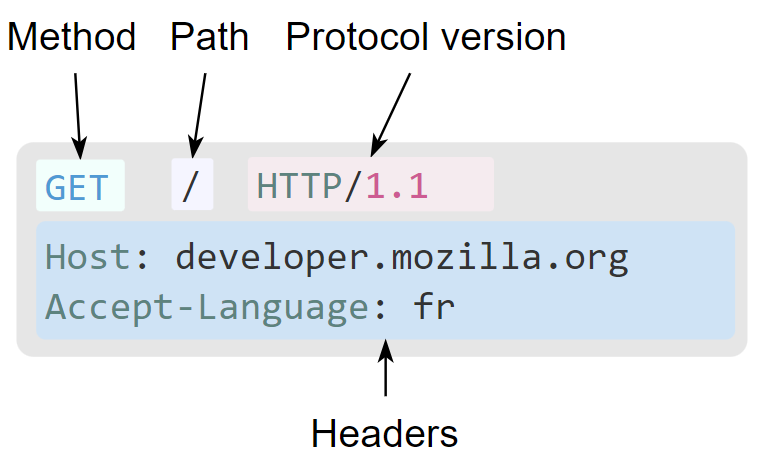 Method Path Protocol version
GET / HTTP/1.1
Host: developer.mozilla.org
Accept-Language: fr
Headers